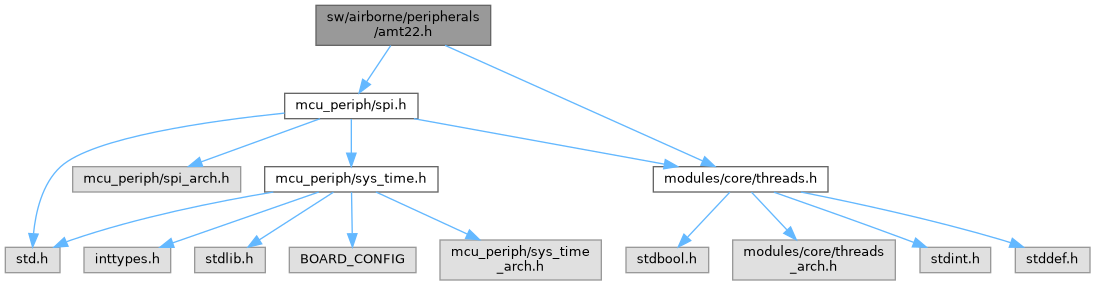 sw/airborne/peripherals
/amt22.h
mcu_periph/spi.h
mcu_periph/spi_arch.h
mcu_periph/sys_time.h
modules/core/threads.h
std.h
inttypes.h
stdlib.h
BOARD_CONFIG
mcu_periph/sys_time
_arch.h
stdbool.h
modules/core/threads
_arch.h
stdint.h
stddef.h